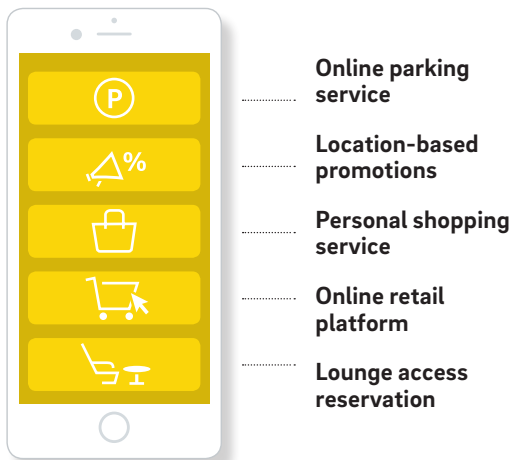 P
%
Online parking
service
Location-based
promotions
Personal shopping
service
Online retail
platform
Lounge access
reservation